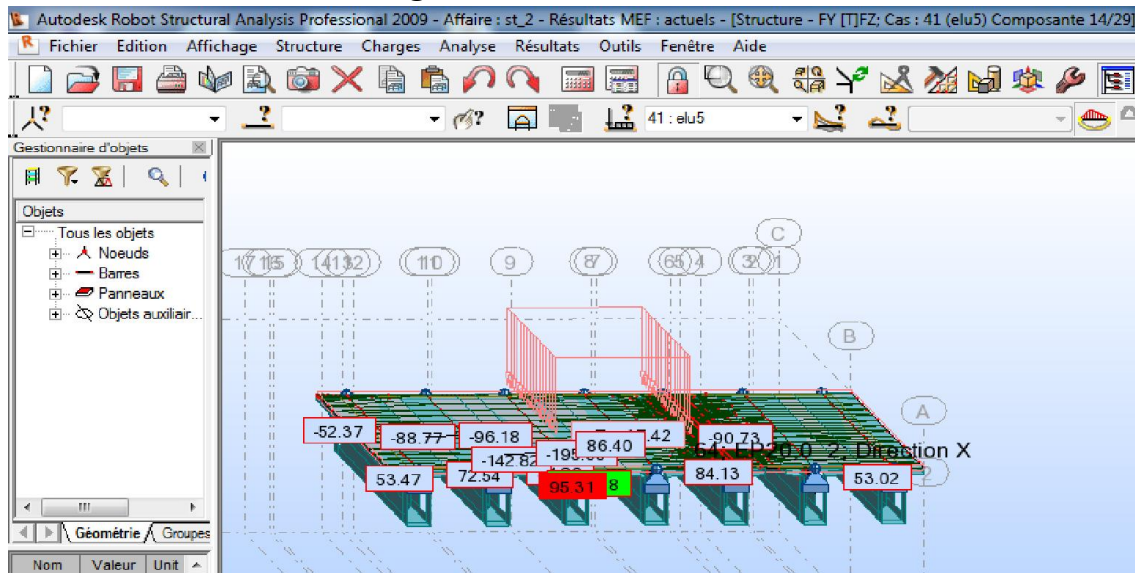 Autodesk Robot Structural Analysis Professional 2009 - Affaire : st_2 - Résultats MEF : actuels - [Structure - FY [T]FZ; Cas : 41 (elu5) Composante 14/29]
Fichier Edition Affichage Structure Charges Analyse Résultats Outils Fenêtre Aide
41 : elu5
Gestionnaire d'objets
Objets
Tous les objets
Noeuds
Barres
Panneaux
Objets auxiliair...
C
9
B
A
-52.37 -88.77 -96.18 86.40 -90.73
Direction X
-142.82
53.47 72.54 95.31 8 84.13 53.02
Géométrie Groupes
Nom Valeur Unit